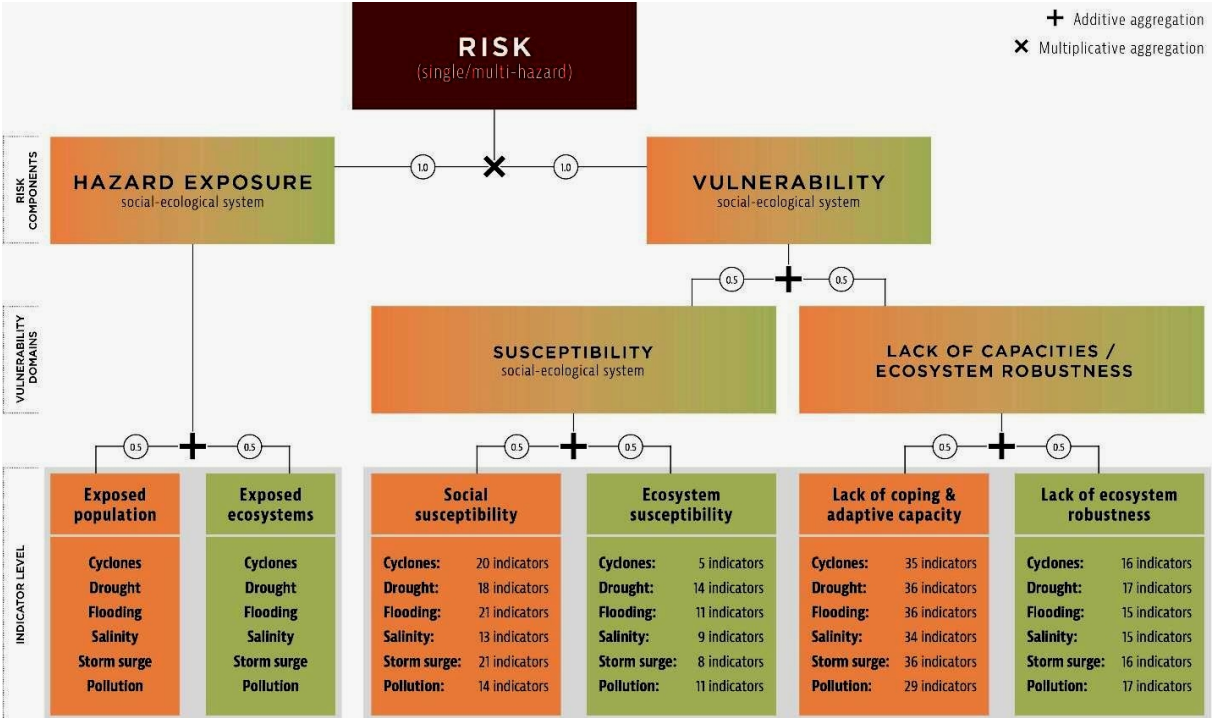 RISK
(single/multi-hazard)
+ Additive aggregation
× Multiplicative aggregation
RISK
COMPONENTS
HAZARD EXPOSURE
social-ecological system
1.0
1.0
VULNERABILITY
social-ecological system
0.5
0.5
VULNERABILITY
DOMAINS
SUSCEPTIBILITY
social-ecological system
LACK OF CAPACITIES /
ECOSYSTEM ROBUSTNESS
0.5
0.5
0.5
0.5
0.5
0.5
INDICATOR LEVEL
Exposed
population
Cyclones
Drought
Flooding
Salinity
Storm surge
Pollution
Exposed
ecosystems
Cyclones
Drought
Flooding
Salinity
Storm surge
Pollution
Social
susceptibility
Cyclones: 20 indicators
Drought: 18 indicators
Flooding: 21 indicators
Salinity: 13 indicators
Storm surge: 21 indicators
Pollution: 14 indicators
Ecosystem
susceptibility
Cyclones: 5 indicators
Drought: 14 indicators
Flooding: 11 indicators
Salinity: 9 indicators
Storm surge: 8 indicators
Pollution: 11 indicators
Lack of coping &
adaptive capacity
Cyclones: 35 indicators
Drought: 36 indicators
Flooding: 36 indicators
Salinity: 34 indicators
Storm surge: 36 indicators
Pollution: 29 indicators
Lack of ecosystem
robustness
Cyclones: 16 indicators
Drought: 17 indicators
Flooding: 15 indicators
Salinity: 15 indicators
Storm surge: 16 indicators
Pollution: 17 indicators